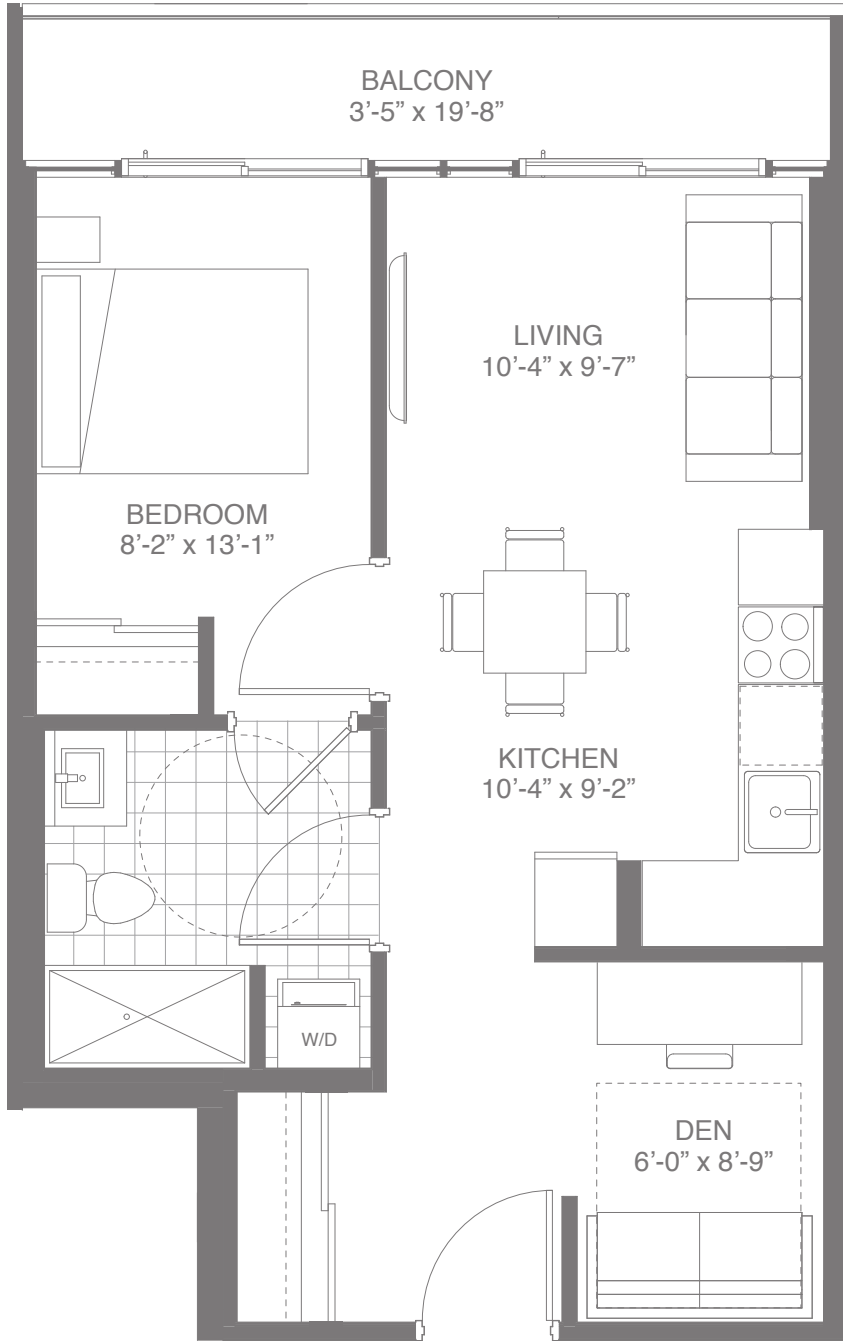 BALCONY
3’-5” x 19’-8”
LIVING
10’-4” x 9’-7”
BEDROOM
8’-2” x 13’-1”
KITCHEN
10’-4” x 9’-2”
W/D
DEN
6’-0” x 8’-9”